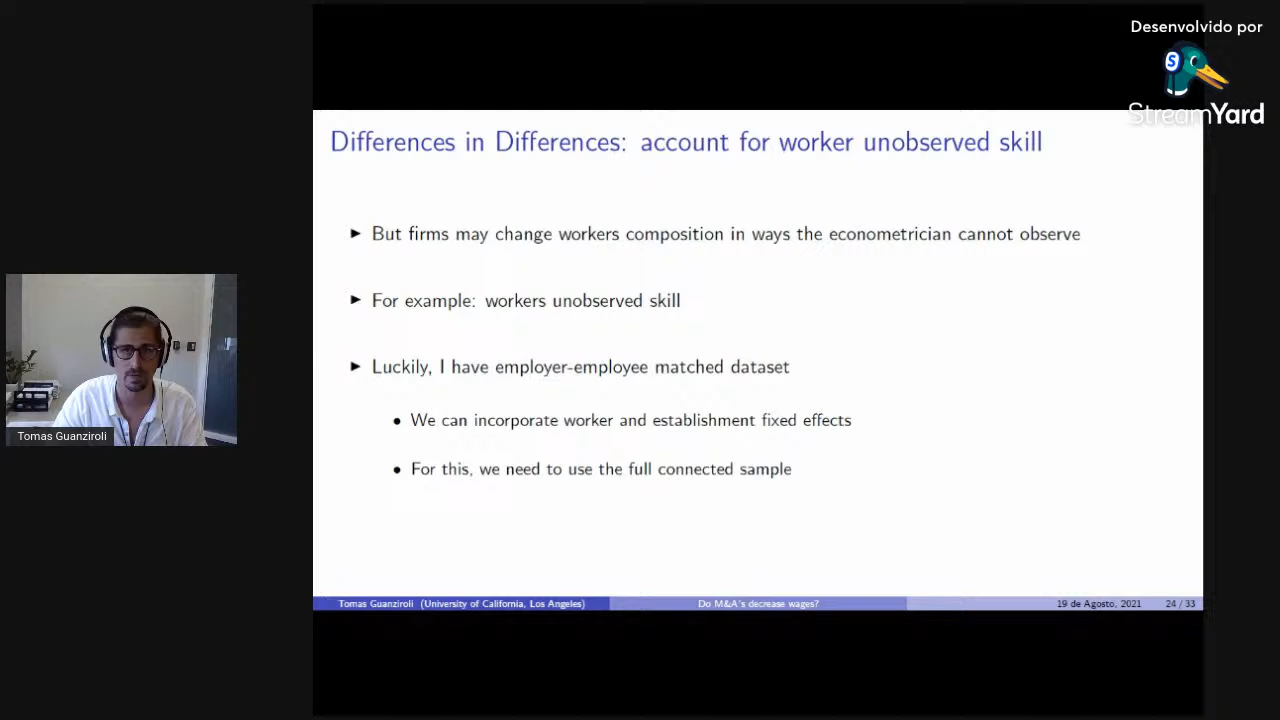 Desenvolvido por
StreamYard
Differences in Differences: account for worker unobserved skill
But firms may change workers composition in ways the econometrician cannot observe
For example: workers unobserved skill
Luckily, I have employer-employee matched dataset
We can incorporate worker and establishment fixed effects
For this, we need to use the full connected sample
Tomas Guanziroli
Tomas Guanziroli (University of California, Los Angeles) Do M&A's decrease wages? 19 de Agosto, 2021 24 / 33